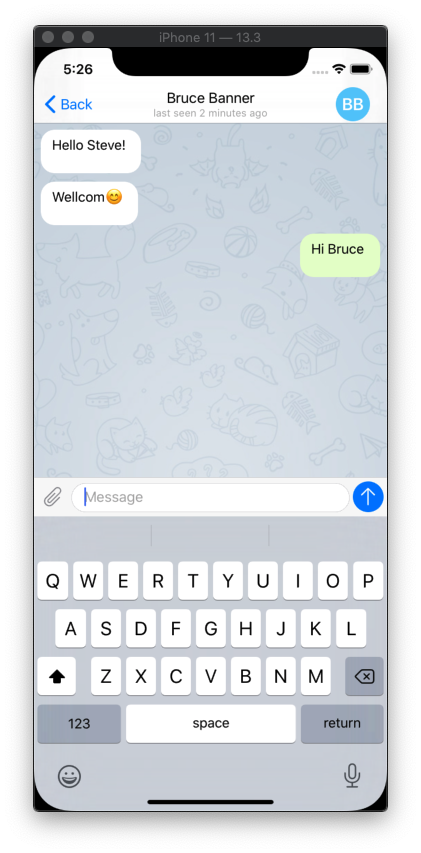 iPhone 11 — 13.3
5:26
Back
Bruce Banner
last seen 2 minutes ago
BB
Hello Steve!
Wellcom😊
Hi Bruce
Message
Q W E R T Y U I O P
A S D F G H J K L
Z X C V B N M
123 space return